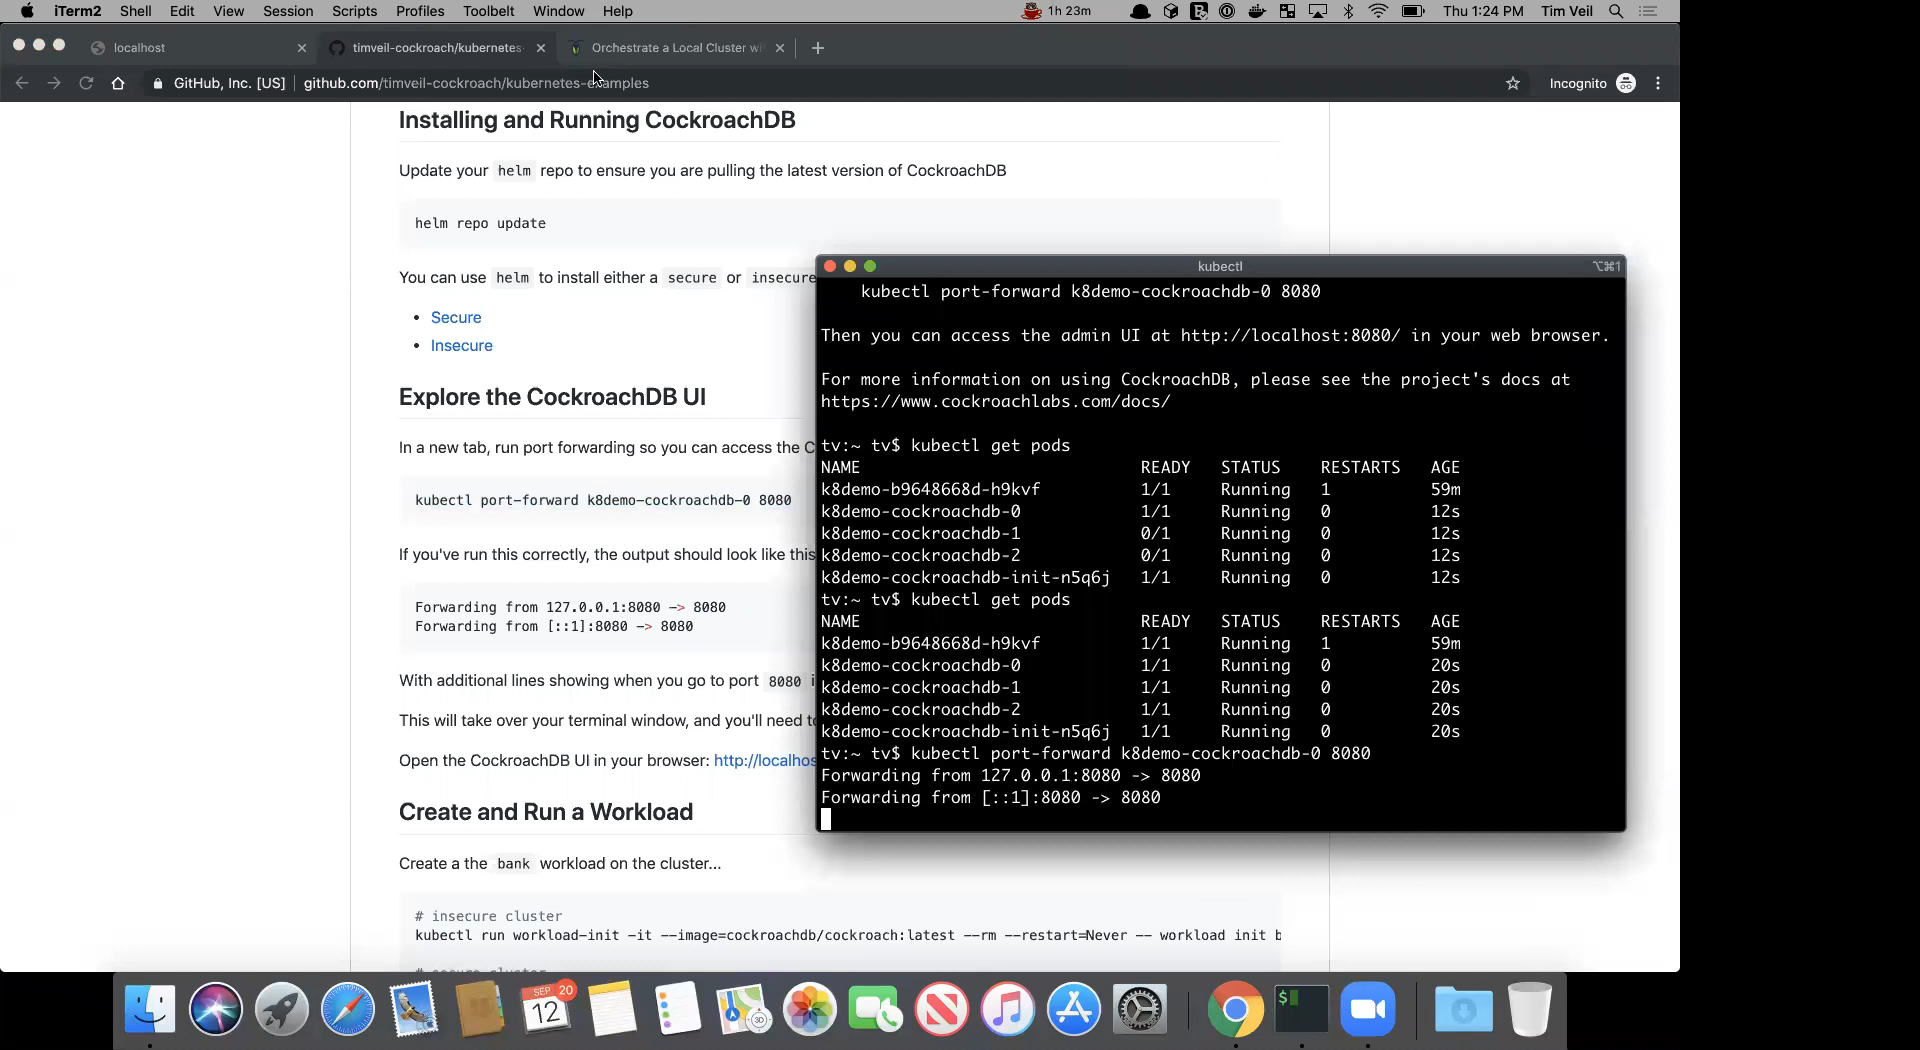 iTerm2 Shell Edit View Session Scripts Profiles Toolbelt Window Help 1h 23m Thu 1:24 PM Tim Veil
localhost timveil-cockroach/kubernetes- Orchestrate a Local Cluster wi
GitHub, Inc. [US] github.com/timveil-cockroach/kubernetes-examples Incognito
Installing and Running CockroachDB
Update your helm repo to ensure you are pulling the latest version of CockroachDB
helm repo update
You can use helm to install either a secure or insecure
• Secure
• Insecure
Explore the CockroachDB UI
In a new tab, run port forwarding so you can access the C
kubectl port-forward k8demo-cockroachdb-0 8080
If you've run this correctly, the output should look like this
Forwarding from 127.0.0.1:8080 -> 8080
Forwarding from [::1]:8080 -> 8080
With additional lines showing when you go to port 8080 i
This will take over your terminal window, and you'll need to
Open the CockroachDB UI in your browser: http://localhos
Create and Run a Workload
Create a the bank workload on the cluster...
# insecure cluster
kubectl run workload-init -it --image=cockroachdb/cockroach:latest --rm --restart=Never -- workload init b
# secure cluster
kubectl ⌥⌘1
kubectl port-forward k8demo-cockroachdb-0 8080
Then you can access the admin UI at http://localhost:8080/ in your web browser.
For more information on using CockroachDB, please see the project's docs at
https://www.cockroachlabs.com/docs/
tv:~ tv$ kubectl get pods
NAME READY STATUS RESTARTS AGE
k8demo-b9648668d-h9kvf 1/1 Running 1 59m
k8demo-cockroachdb-0 1/1 Running 0 12s
k8demo-cockroachdb-1 0/1 Running 0 12s
k8demo-cockroachdb-2 0/1 Running 0 12s
k8demo-cockroachdb-init-n5q6j 1/1 Running 0 12s
tv:~ tv$ kubectl get pods
NAME READY STATUS RESTARTS AGE
k8demo-b9648668d-h9kvf 1/1 Running 1 59m
k8demo-cockroachdb-0 1/1 Running 0 20s
k8demo-cockroachdb-1 1/1 Running 0 20s
k8demo-cockroachdb-2 1/1 Running 0 20s
k8demo-cockroachdb-init-n5q6j 1/1 Running 0 20s
tv:~ tv$ kubectl port-forward k8demo-cockroachdb-0 8080
Forwarding from 127.0.0.1:8080 -> 8080
Forwarding from [::1]:8080 -> 8080
SEP 20
12
3D
$